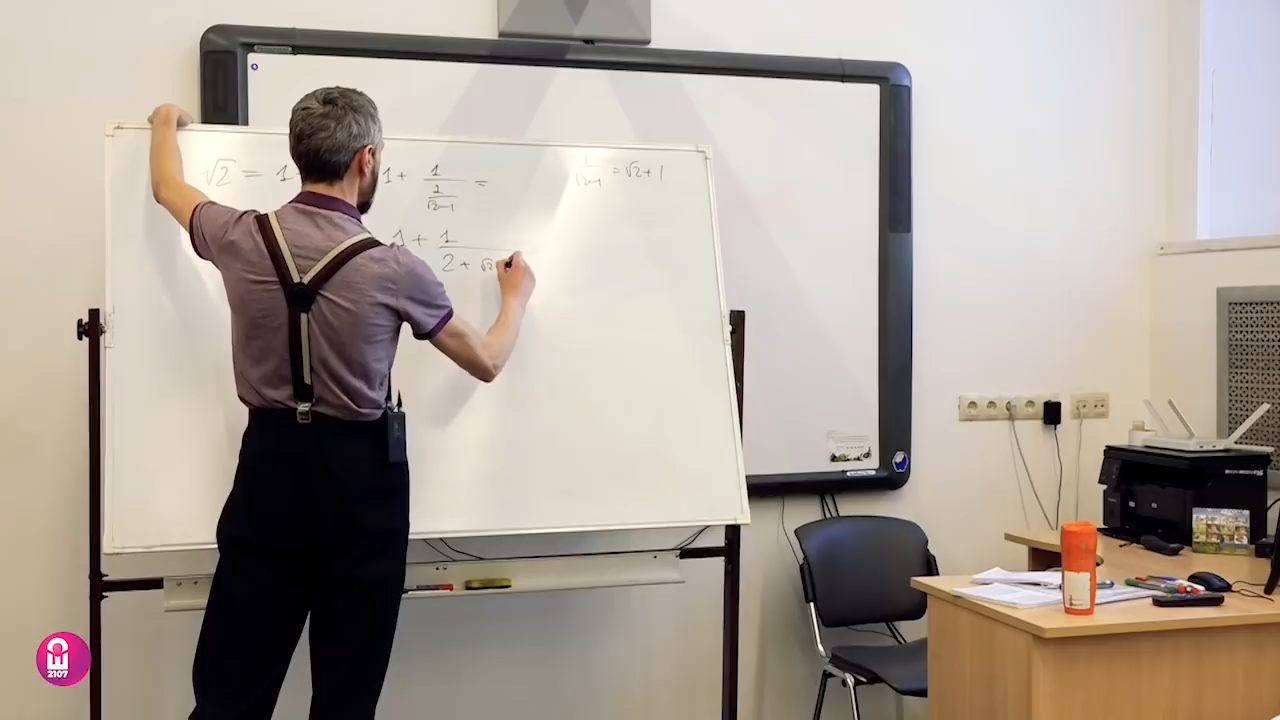 √2 = 1 1 + 1/(1/(√2-1)) =
1/(√2-1) = √2 + 1
1 + 1/(2 + √2
2107